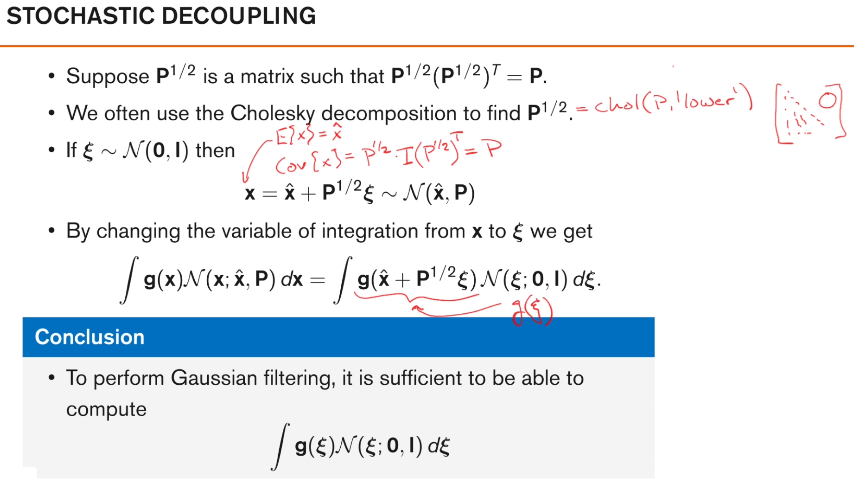 STOCHASTIC DECOUPLING
• Suppose P^{1/2} is a matrix such that P^{1/2}(P^{1/2})^T = P.
• We often use the Cholesky decomposition to find P^{1/2}. = chol(P,'lower')
E{x} = x̂
• If ξ ~ 𝒩(0, I) then
Cov{x} = P^{1/2} · I(P^{1/2})^T = P
x = x̂ + P^{1/2}ξ ~ 𝒩(x̂, P)
• By changing the variable of integration from x to ξ we get
∫ g(x)𝒩(x; x̂, P) dx = ∫ g(x̂ + P^{1/2}ξ)𝒩(ξ; 0, I) dξ.
g(ξ)
Conclusion
• To perform Gaussian filtering, it is sufficient to be able to
compute
∫ g(ξ)𝒩(ξ; 0, I) dξ